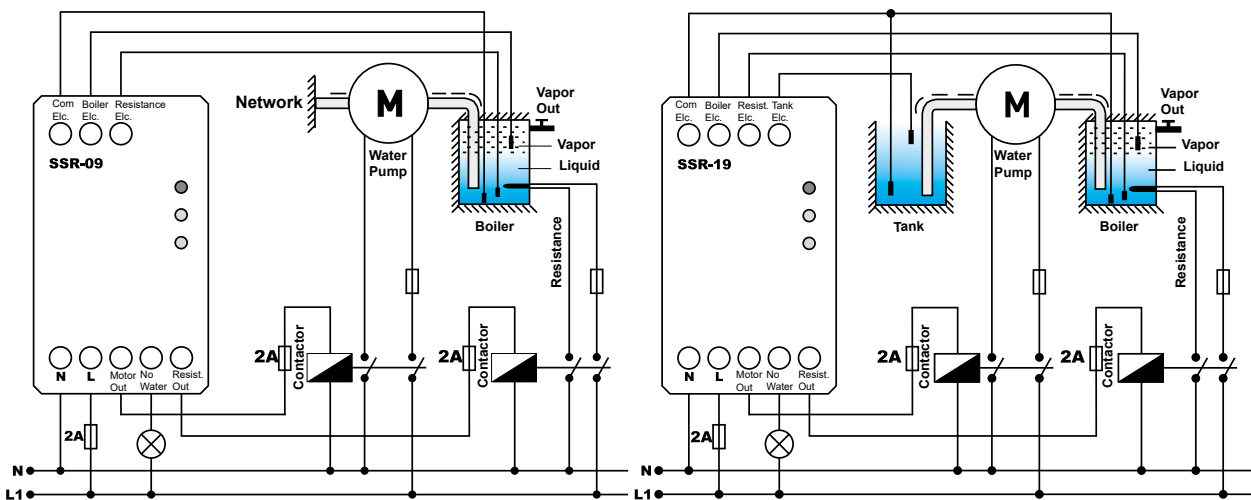 Com Boiler Resistance
Elc. Elc. Elc.
SSR-09
Network
M
Water
Pump
Vapor
Out
Vapor
Liquid
Boiler
Resistance
2A
Contactor
2A
Contactor
N L Motor Out No Water Resist. Out
2A
N
L1
Com Boiler Resist. Tank
Elc. Elc. Elc. Elc.
SSR-19
M
Water
Pump
Vapor
Out
Vapor
Liquid
Tank
Boiler
Resistance
2A
Contactor
2A
Contactor
N L Motor Out No Water Resist. Out
2A
N
L1